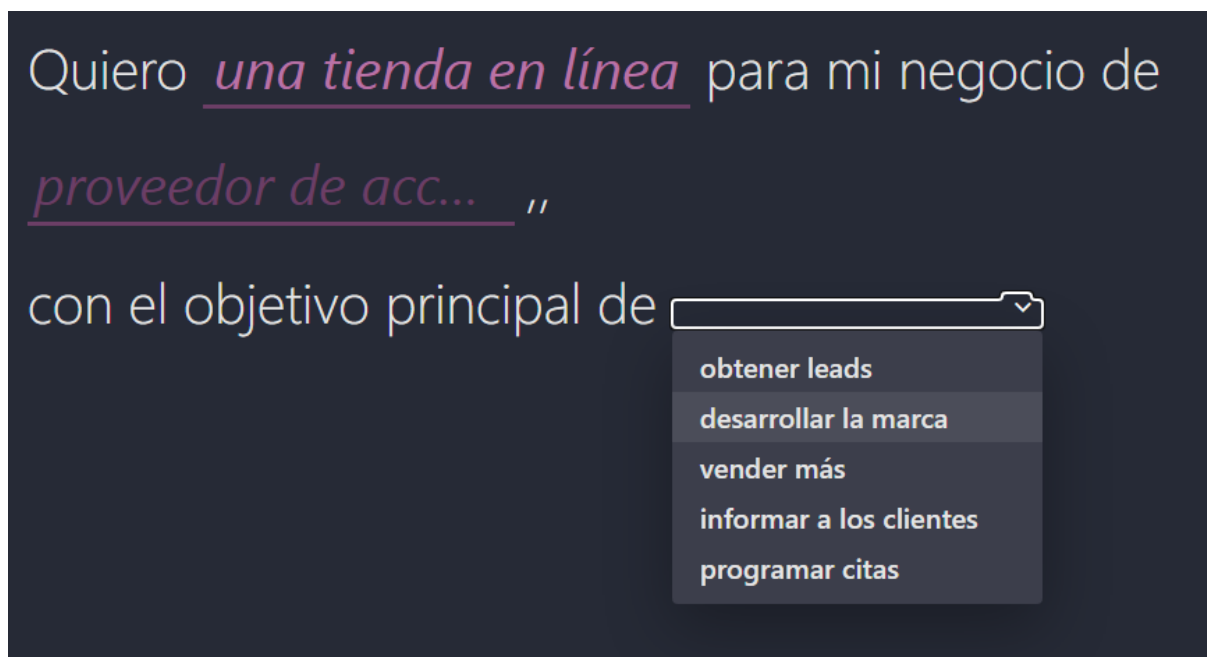 Quiero una tienda en línea para mi negocio de
proveedor de acc... ,,
con el objetivo principal de
obtener leads
desarrollar la marca
vender más
informar a los clientes
programar citas